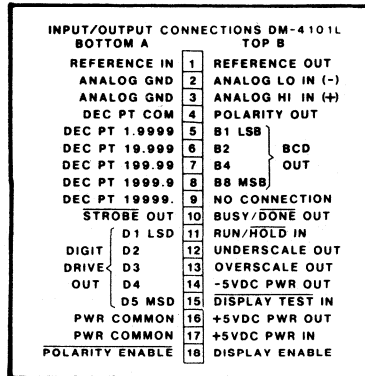 INPUT/OUTPUT CONNECTIONS DM-4101L
BOTTOM A TOP B
REFERENCE IN 1 REFERENCE OUT
ANALOG GND 2 ANALOG LO IN (-)
ANALOG GND 3 ANALOG HI IN (+)
DEC PT COM 4 POLARITY OUT
DEC PT 1.9999 5 B1 LSB
DEC PT 19.999 6 B2 BCD
DEC PT 199.99 7 B4 OUT
DEC PT 1999.9 8 B8 MSB
DEC PT 19999. 9 NO CONNECTION
STROBE OUT 10 BUSY/DONE OUT
D1 LSD 11 RUN/HOLD IN
DIGIT D2 12 UNDERSCALE OUT
DRIVE D3 13 OVERSCALE OUT
OUT D4 14 -5VDC PWR OUT
D5 MSD 15 DISPLAY TEST IN
PWR COMMON 16 +5VDC PWR OUT
PWR COMMON 17 +5VDC PWR IN
POLARITY ENABLE 18 DISPLAY ENABLE